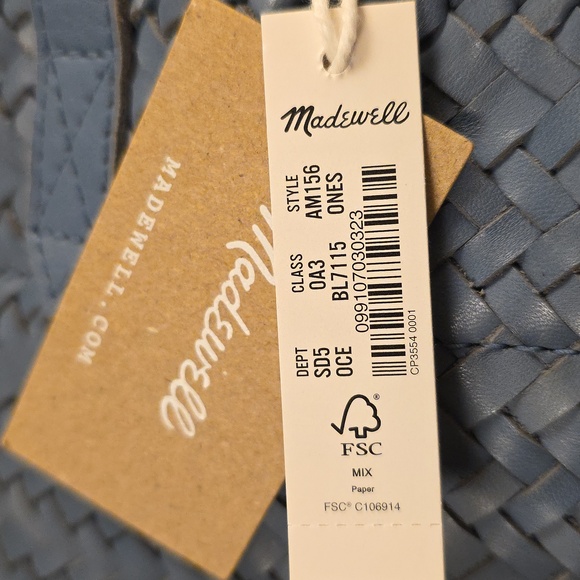 Madewell
MADEWELL.COM
Madewell
DEPT CLASS STYLE
SD5 0A3 AM156
OCE BL7115 ONES
099107030323
CP3554 0001
FSC®
MIX
Paper
FSC® C106914